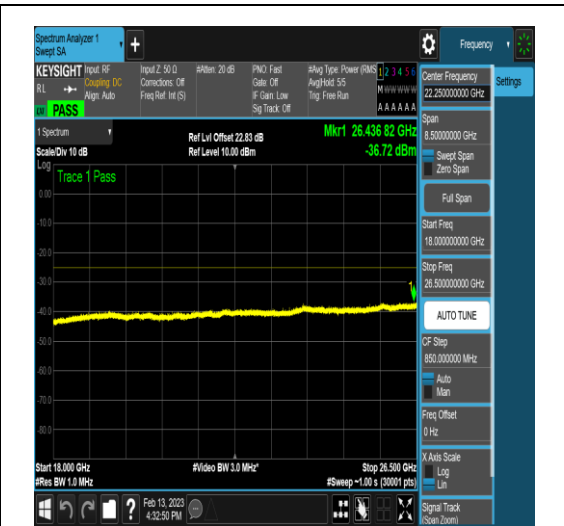 Spectrum Analyzer 1
Swept SA
Frequency
KEYSIGHT
RL
PASS
Input: RF
Coupling: DC
Align: Auto
Input Z: 50 Ω
Corrections: Off
Freq Ref: Int (S)
#Atten: 20 dB
PNO: Fast
Gate: Off
IF Gain: Low
Sig Track: Off
#Avg Type: Power (RMS
Avg|Hold: 5/5
Trig: Free Run
1 2 3 4 5 6
M W W W W W
A A A A A A
1 Spectrum
Scale/Div 10 dB
Ref Lvl Offset 22.83 dB
Ref Level 10.00 dBm
Mkr1 26.436 82 GHz
-36.72 dBm
Log
Trace 1 Pass
0.00
-10.0
-20.0
-30.0
-40.0
-50.0
-60.0
-70.0
-80.0
1
Start 18.000 GHz
#Res BW 1.0 MHz
#Video BW 3.0 MHz*
Stop 26.500 GHz
#Sweep ~1.00 s (30001 pts)
Feb 13, 2023
4:32:50 PM
Center Frequency
22.250000000 GHz
Span
8.50000000 GHz
Swept Span
Zero Span
Full Span
Start Freq
18.000000000 GHz
Stop Freq
26.500000000 GHz
AUTO TUNE
CF Step
850.000000 MHz
Auto
Man
Freq Offset
0 Hz
X Axis Scale
Log
Lin
Signal Track
(Span Zoom)
Settings